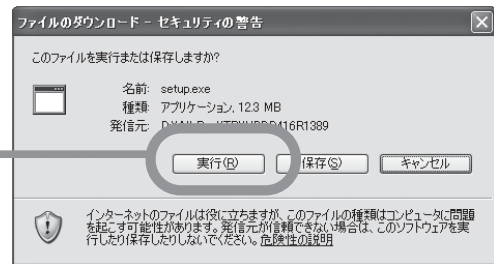 ファイルのダウンロード - セキュリティの警告
このファイルを実行または保存しますか?
名前: setup.exe
種類: アプリケーション, 12.3 MB
発信元:
実行(R) 保存(S) キャンセル
インターネットのファイルは役に立ちますが、このファイルの種類はコンピュータに問題
を起こす可能性があります。発信元が信頼できない場合は、このソフトウェアを実
行したり保存したりしないでください。危険性の説明